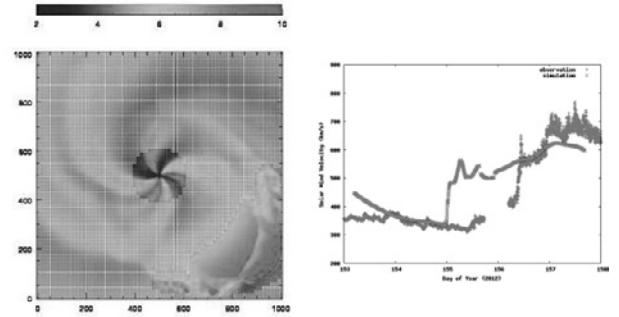 2 4 6 8 10
1000
800
600
400
200
0
0 200 400 600 800 1000
900
800
700
600
500
400
300
200
observation
simulation
Solar Wind Velocity (km/s)
153 154 155 156 157 158
Day of Year (2012)